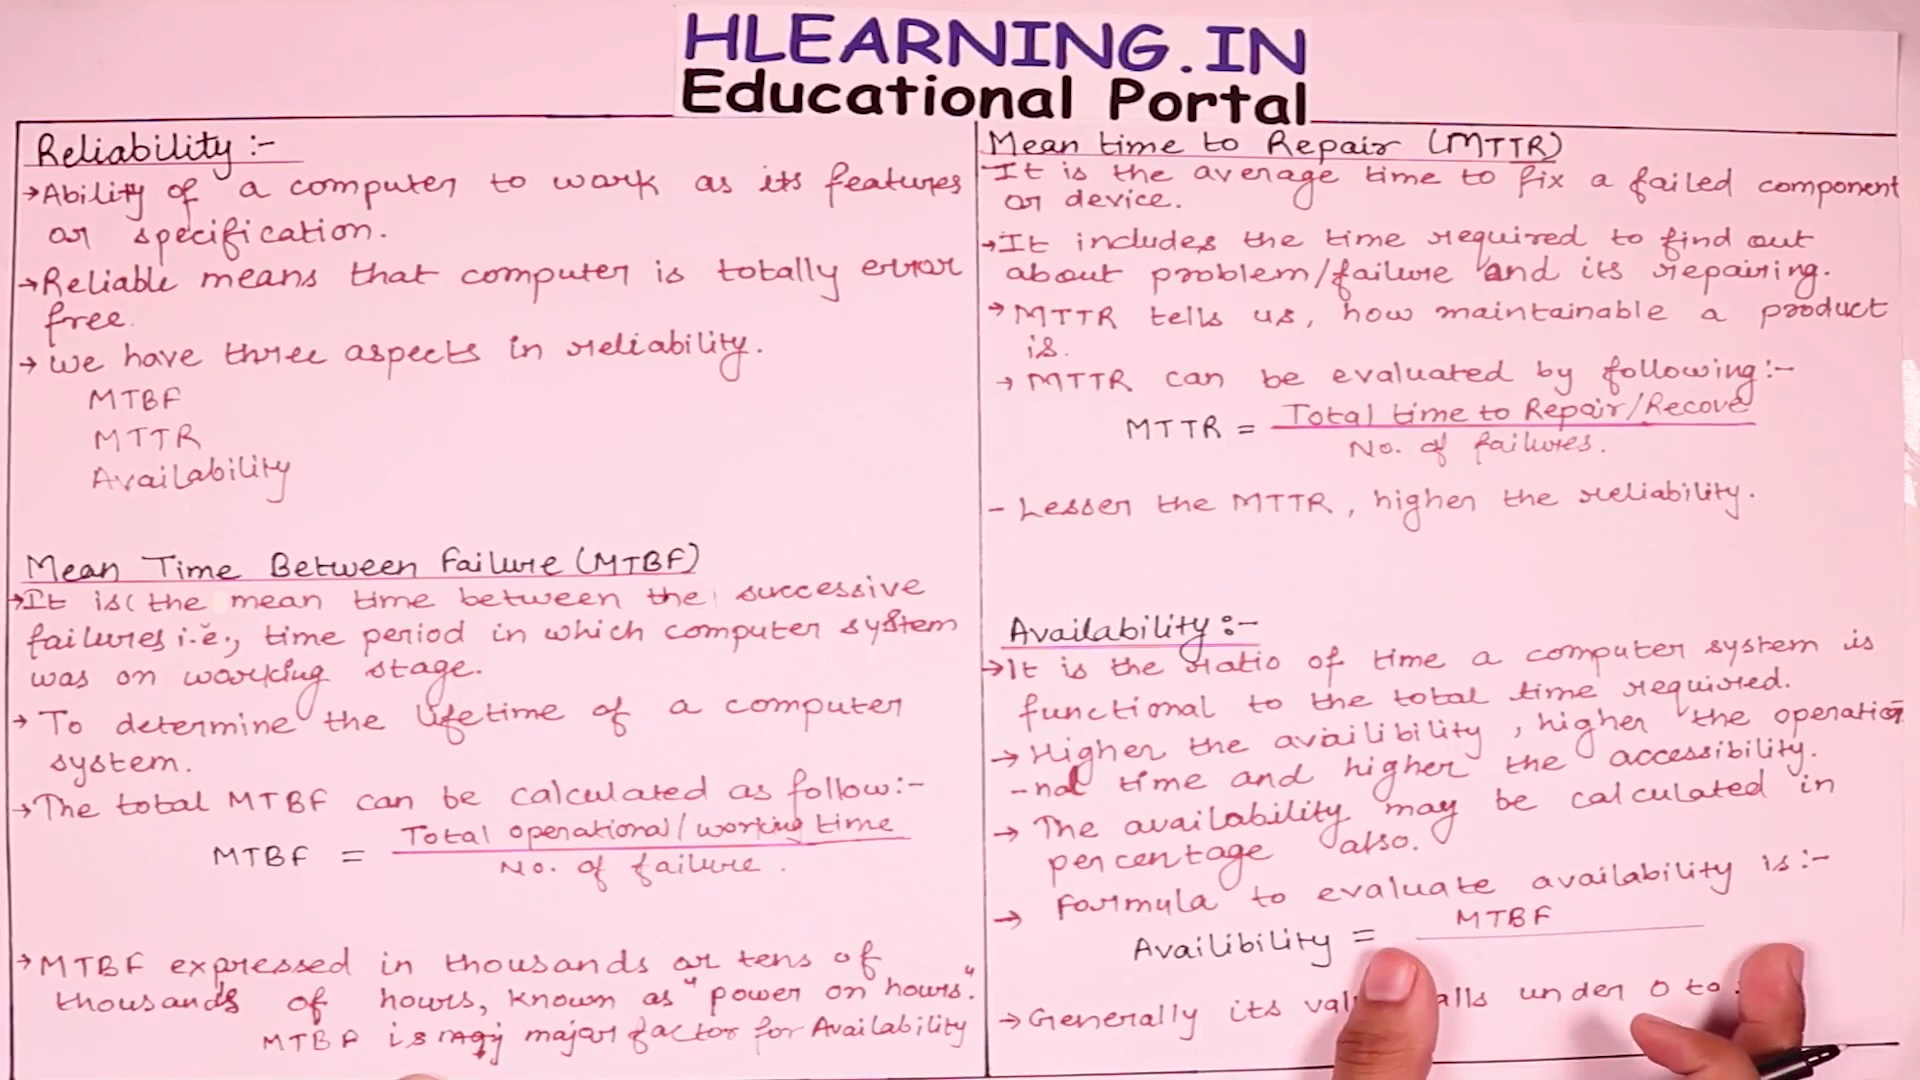 HLEARNING.IN
Educational Portal
Reliability :-
→Ability of a computer to work as its features
or specification.
→Reliable means that computer is totally error
free.
→ We have three aspects in reliability.
MTBF
MTTR
Availability
Mean Time Between Failure (MTBF)
→It is the mean time between the successive
failures i.e., time period in which computer system
was on working stage.
→ To determine the lifetime of a computer
system.
→ The total MTBF can be calculated as follow:-
MTBF = Total operational/working time
No. of failure.
→ MTBF expressed in thousands or tens of
thousands of hours, known as "power on hours."
MTBF is major factor for Availability
Mean time to Repair (MTTR)
-It is the average time to fix a failed component
or device.
→It includes the time required to find out
about problem/failure and its repairing.
→ MTTR tells us, how maintainable a product
is.
→ MTTR can be evaluated by following:-
MTTR = Total time to Repair/Recove
No. of failures.
- Lesser the MTTR, higher the reliability.
Availability:-
→It is the ratio of time a computer system is
functional to the total time required.
→ Higher the availibility, higher the operatio
-nal time and higher the accessibility.
→ The availability may be calculated in
percentage also.
→ Formula to evaluate availability is:-
Availibility = MTBF
→ Generally its under 0 to